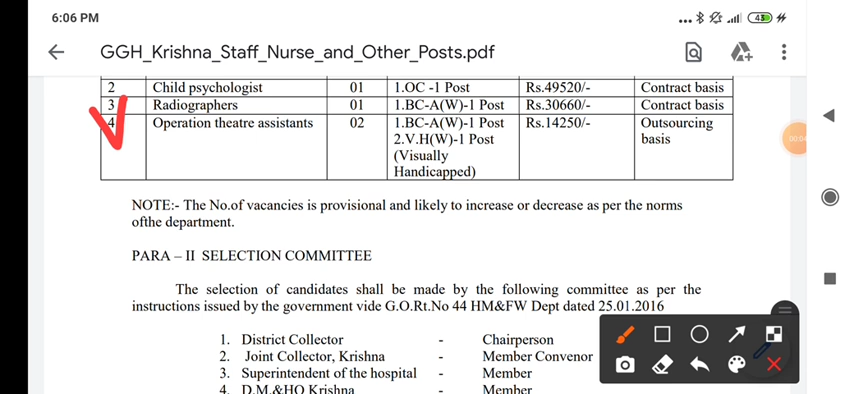 6:06 PM
43
GGH_Krishna_Staff_Nurse_and_Other_Posts.pdf
2 Child psychologist 01 1.OC -1 Post Rs.49520/- Contract basis
3 Radiographers 01 1.BC-A(W)-1 Post Rs.30660/- Contract basis
4 Operation theatre assistants 02 1.BC-A(W)-1 Post Rs.14250/- Outsourcing
2.V.H(W)-1 Post basis
(Visually
Handicapped)
NOTE:- The No.of vacancies is provisional and likely to increase or decrease as per the norms
ofthe department.
PARA – II SELECTION COMMITTEE
The selection of candidates shall be made by the following committee as per the
instructions issued by the government vide G.O.Rt.No 44 HM&FW Dept dated 25.01.2016
1. District Collector - Chairperson
2. Joint Collector, Krishna - Member Convenor
3. Superintendent of the hospital - Member
4. D.M.&HO Krishna - Member